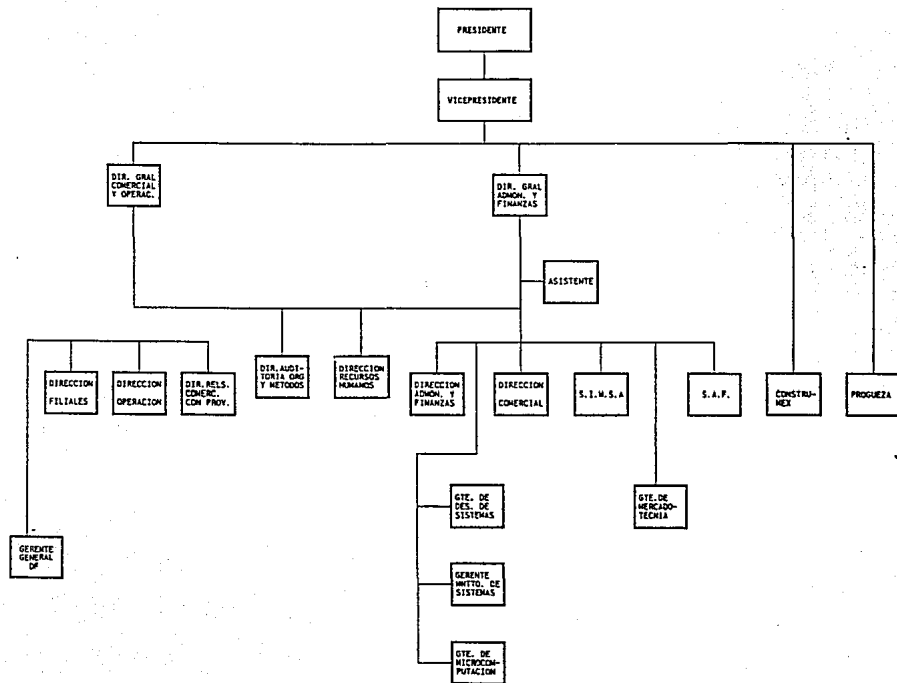 PRESIDENTE
VICEPRESIDENTE
DIR. GRAL
COMERCIAL
Y OPERAC.
DIR. GRAL
ADMON. Y
FINANZAS
ASISTENTE
DIRECCION
FILIALES
DIRECCION
OPERACION
DIR.RELS.
COMERC.
CON PROV.
DIR.AUDI-
TORIA ORG
Y METODOS
DIRECCION
RECURSOS
HUMANOS
DIRECCION
ADMON. Y
FINANZAS
DIRECCION
COMERCIAL
S.I.M.S.A
S.A.F.
CONSTRU-
MEX
PROGUEZA
GTE. DE
DES. DE
SISTEMAS
GTE.DE
MERCADO-
TECNIA
GERENTE
GENERAL
DF
GERENTE
MNTTO. DE
SISTEMAS
GTE. DE
MICROCOM-
PUTACION